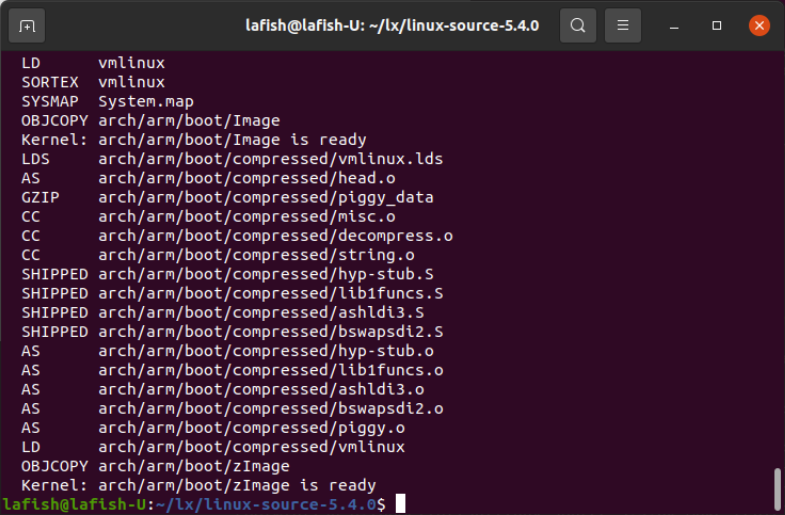 lafish@lafish-U: ~/lx/linux-source-5.4.0
LD vmlinux
SORTEX vmlinux
SYSMAP System.map
OBJCOPY arch/arm/boot/Image
Kernel: arch/arm/boot/Image is ready
LDS arch/arm/boot/compressed/vmlinux.lds
AS arch/arm/boot/compressed/head.o
GZIP arch/arm/boot/compressed/piggy_data
CC arch/arm/boot/compressed/misc.o
CC arch/arm/boot/compressed/decompress.o
CC arch/arm/boot/compressed/string.o
SHIPPED arch/arm/boot/compressed/hyp-stub.S
SHIPPED arch/arm/boot/compressed/lib1funcs.S
SHIPPED arch/arm/boot/compressed/ashldi3.S
SHIPPED arch/arm/boot/compressed/bswapsdi2.S
AS arch/arm/boot/compressed/hyp-stub.o
AS arch/arm/boot/compressed/lib1funcs.o
AS arch/arm/boot/compressed/ashldi3.o
AS arch/arm/boot/compressed/bswapsdi2.o
AS arch/arm/boot/compressed/piggy.o
LD arch/arm/boot/compressed/vmlinux
OBJCOPY arch/arm/boot/zImage
Kernel: arch/arm/boot/zImage is ready
lafish@lafish-U:~/lx/linux-source-5.4.0$